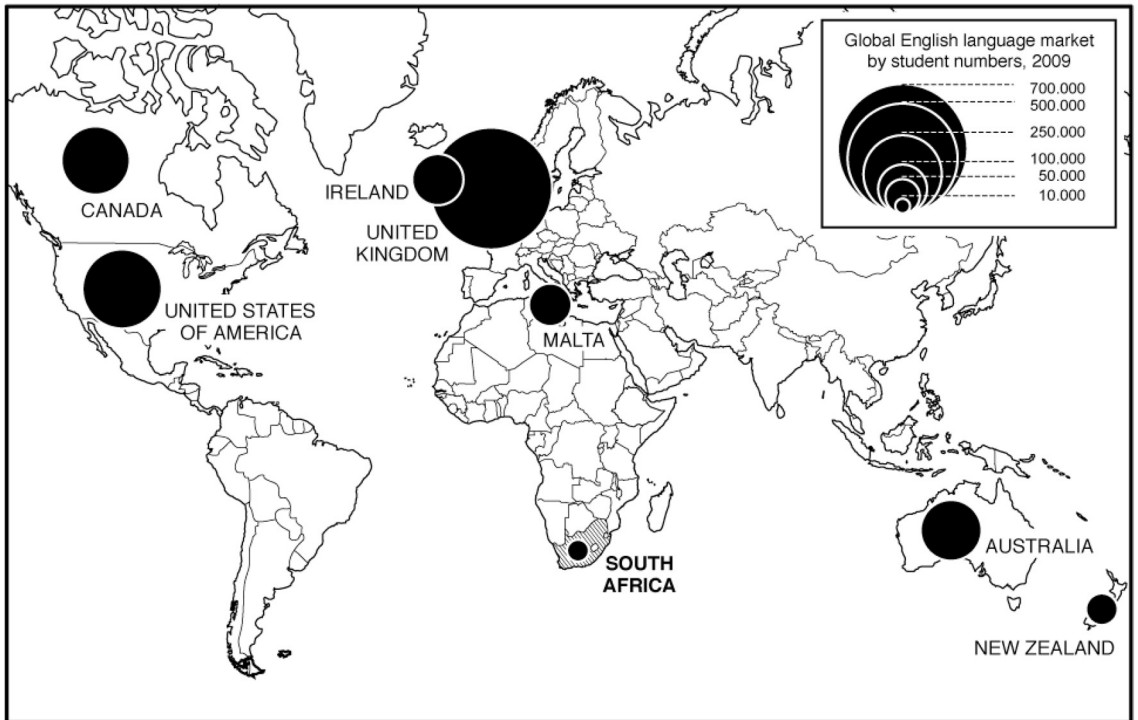 Global English language market
by student numbers, 2009
700.000
500.000
250.000
100.000
50.000
10.000
CANADA
IRELAND
UNITED
KINGDOM
UNITED STATES
OF AMERICA
MALTA
SOUTH
AFRICA
AUSTRALIA
NEW ZEALAND